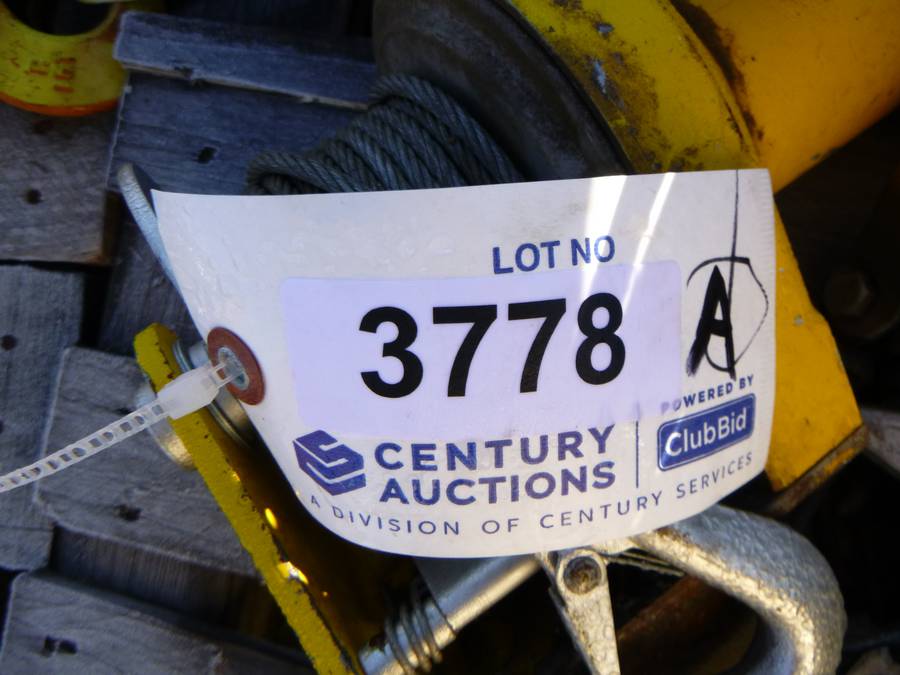 LOT NO
3778
A
POWERED BY
ClubBid
CENTURY
AUCTIONS
A DIVISION OF CENTURY SERVICES